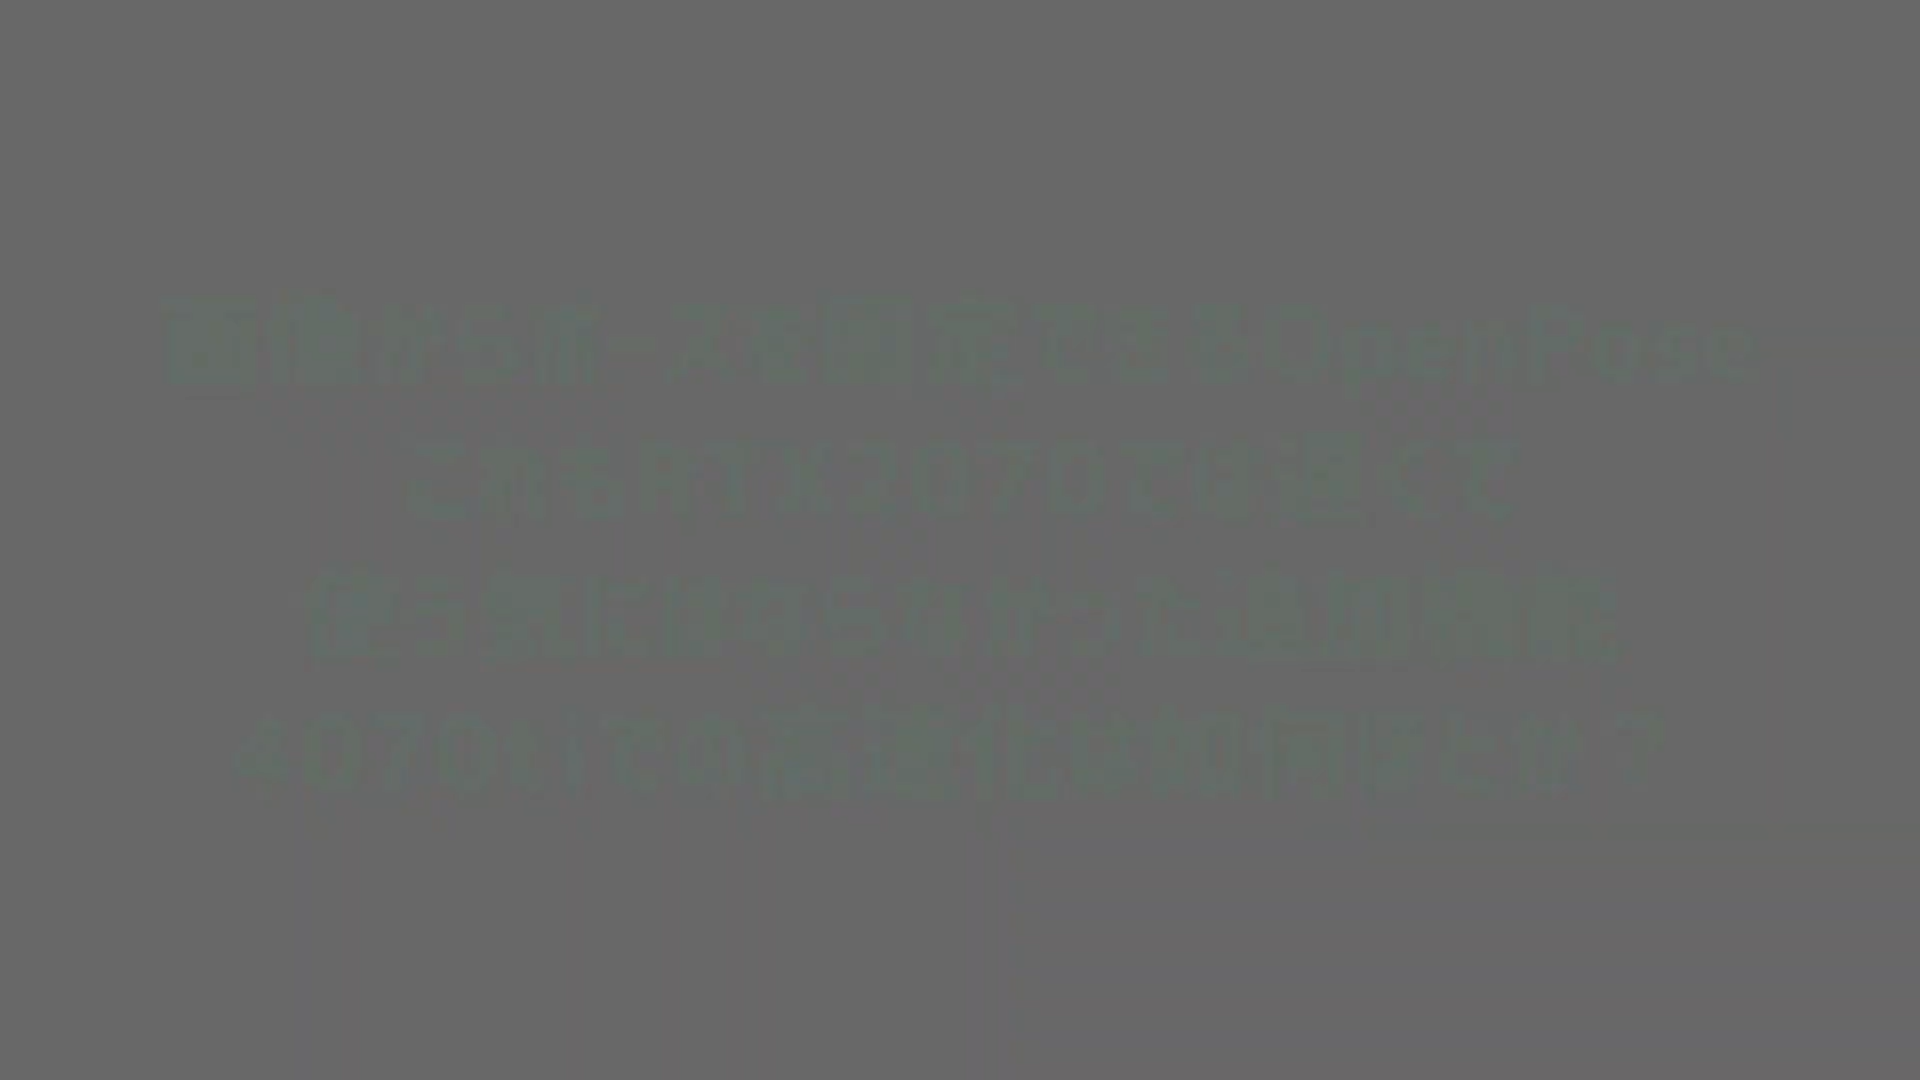 画像からポーズを固定できるOpenPose
これもRTX2070では遅くて
使う気にはならなかった追加機能
4070tiでの高速化は如何ほどか？